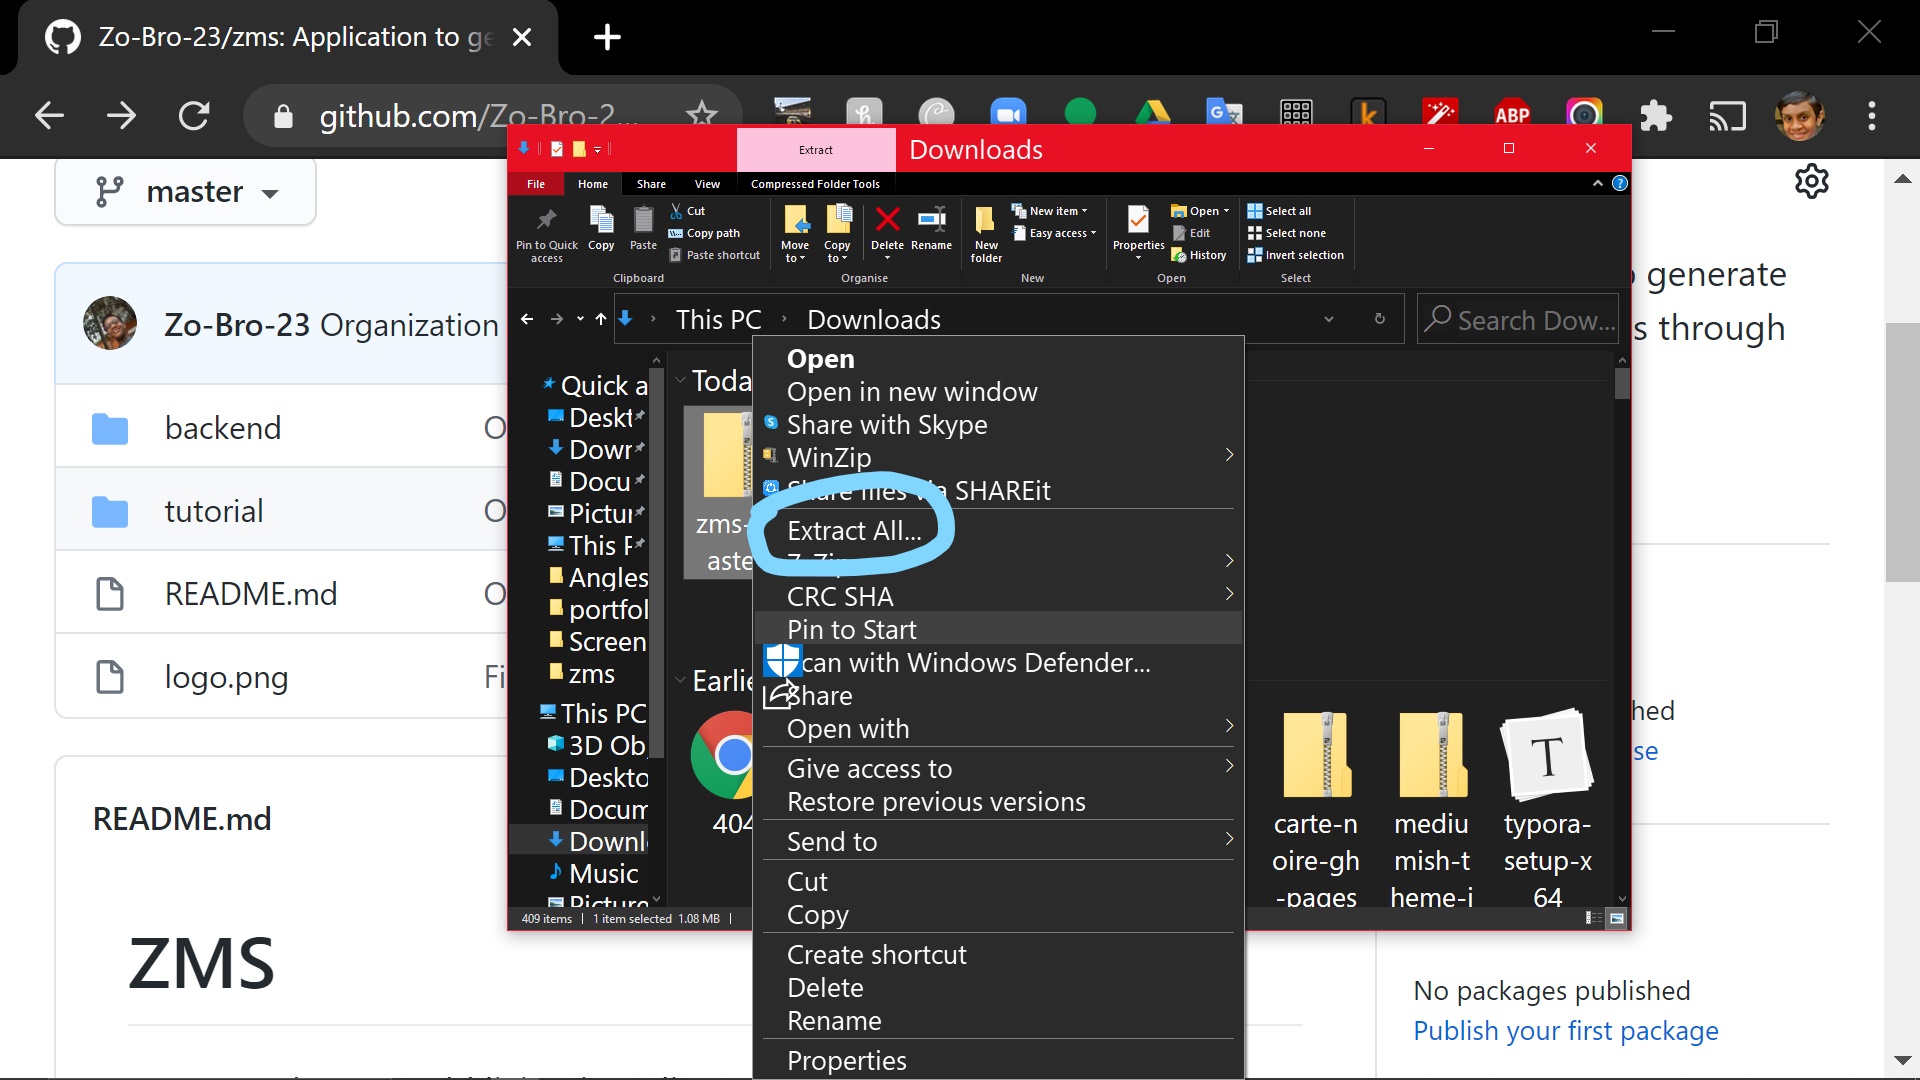 Zo-Bro-23/zms: Application to ge
github.com/Zo-Bro-2...
ABP
master
Zo-Bro-23 Organization
backend
tutorial
README.md
logo.png
Fi
README.md
ZMS
generate
s through
hed
se
No packages published
Publish your first package
Extract
Downloads
File
Home
Share
View
Compressed Folder Tools
Pin to Quick access
Copy
Paste
Cut
Copy path
Paste shortcut
Clipboard
Move to
Copy to
Delete
Rename
Organise
New folder
New item
Easy access
New
Properties
Open
Edit
History
Open
Select all
Select none
Invert selection
Select
This PC
Downloads
Search Dow...
Quick a
Deskt
Down
Docu
Pictur
This P
Angles
portfol
Screen
zms
This PC
3D Ob
Deskto
Docum
Downl
Music
Picture
Toda
zms-
aste
Earlie
404
carte-n
oire-gh
-pages
mediu
mish-t
heme-j
typora-
setup-x
64
409 items
1 item selected 1.08 MB
Open
Open in new window
Share with Skype
WinZip
Share files via SHAREit
Extract All...
7-Zip
CRC SHA
Pin to Start
can with Windows Defender...
Share
Open with
Give access to
Restore previous versions
Send to
Cut
Copy
Create shortcut
Delete
Rename
Properties